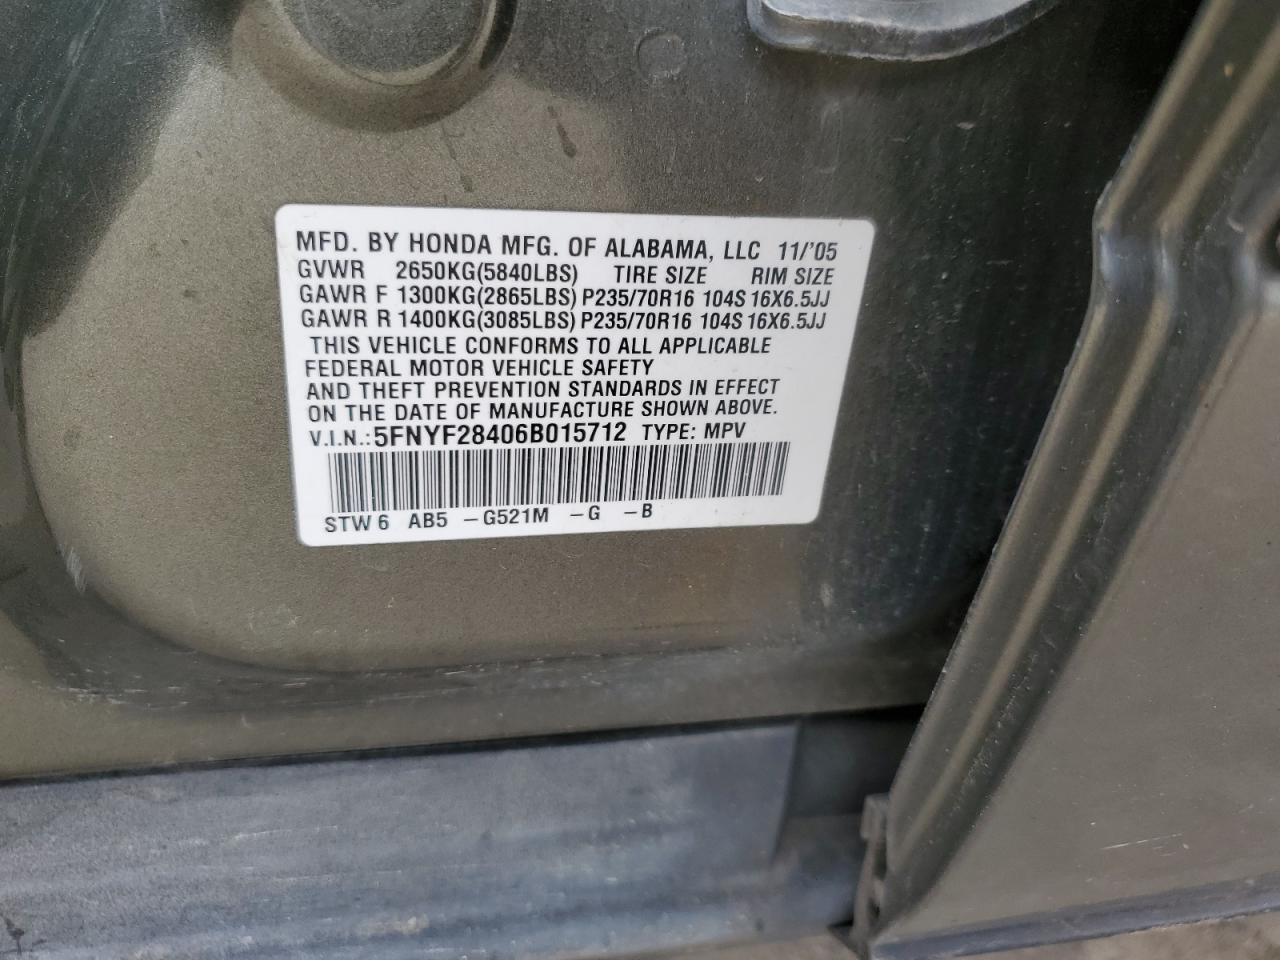 MFD. BY HONDA MFG. OF ALABAMA, LLC 11/'05
GVWR 2650KG(5840LBS) TIRE SIZE RIM SIZE
GAWR F 1300KG(2865LBS) P235/70R16 104S 16X6.5JJ
GAWR R 1400KG(3085LBS) P235/70R16 104S 16X6.5JJ
THIS VEHICLE CONFORMS TO ALL APPLICABLE
FEDERAL MOTOR VEHICLE SAFETY
AND THEFT PREVENTION STANDARDS IN EFFECT
ON THE DATE OF MANUFACTURE SHOWN ABOVE.
V.I.N.: 5FNYF28406B015712 TYPE: MPV
STW 6 AB5 -G521M -G -B